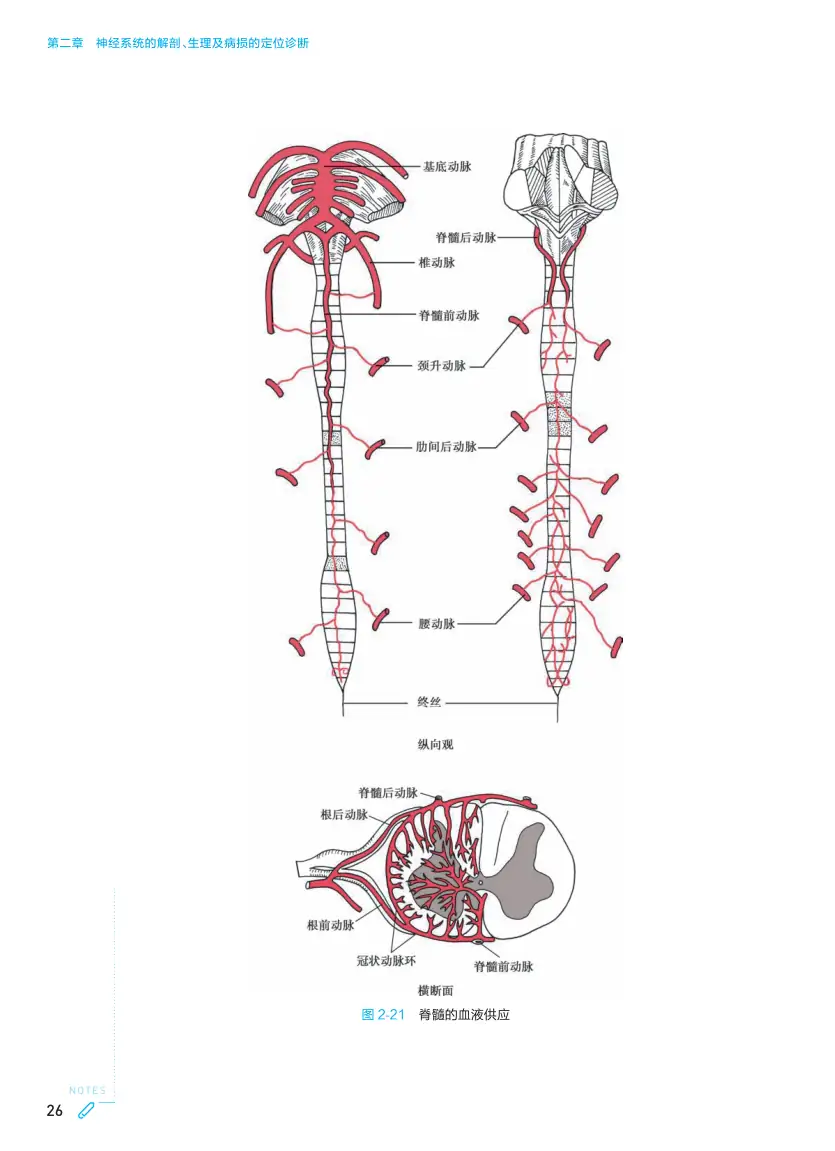 第二章 神经系统的解剖、生理及病损的定位诊断
基底动脉
脊髓后动脉
椎动脉
脊髓前动脉
颈升动脉
肋间后动脉
腰动脉
终丝
纵向观
脊髓后动脉
根后动脉
根前动脉
冠状动脉环
脊髓前动脉
横断面
图 2-21 脊髓的血液供应
NOTES
26